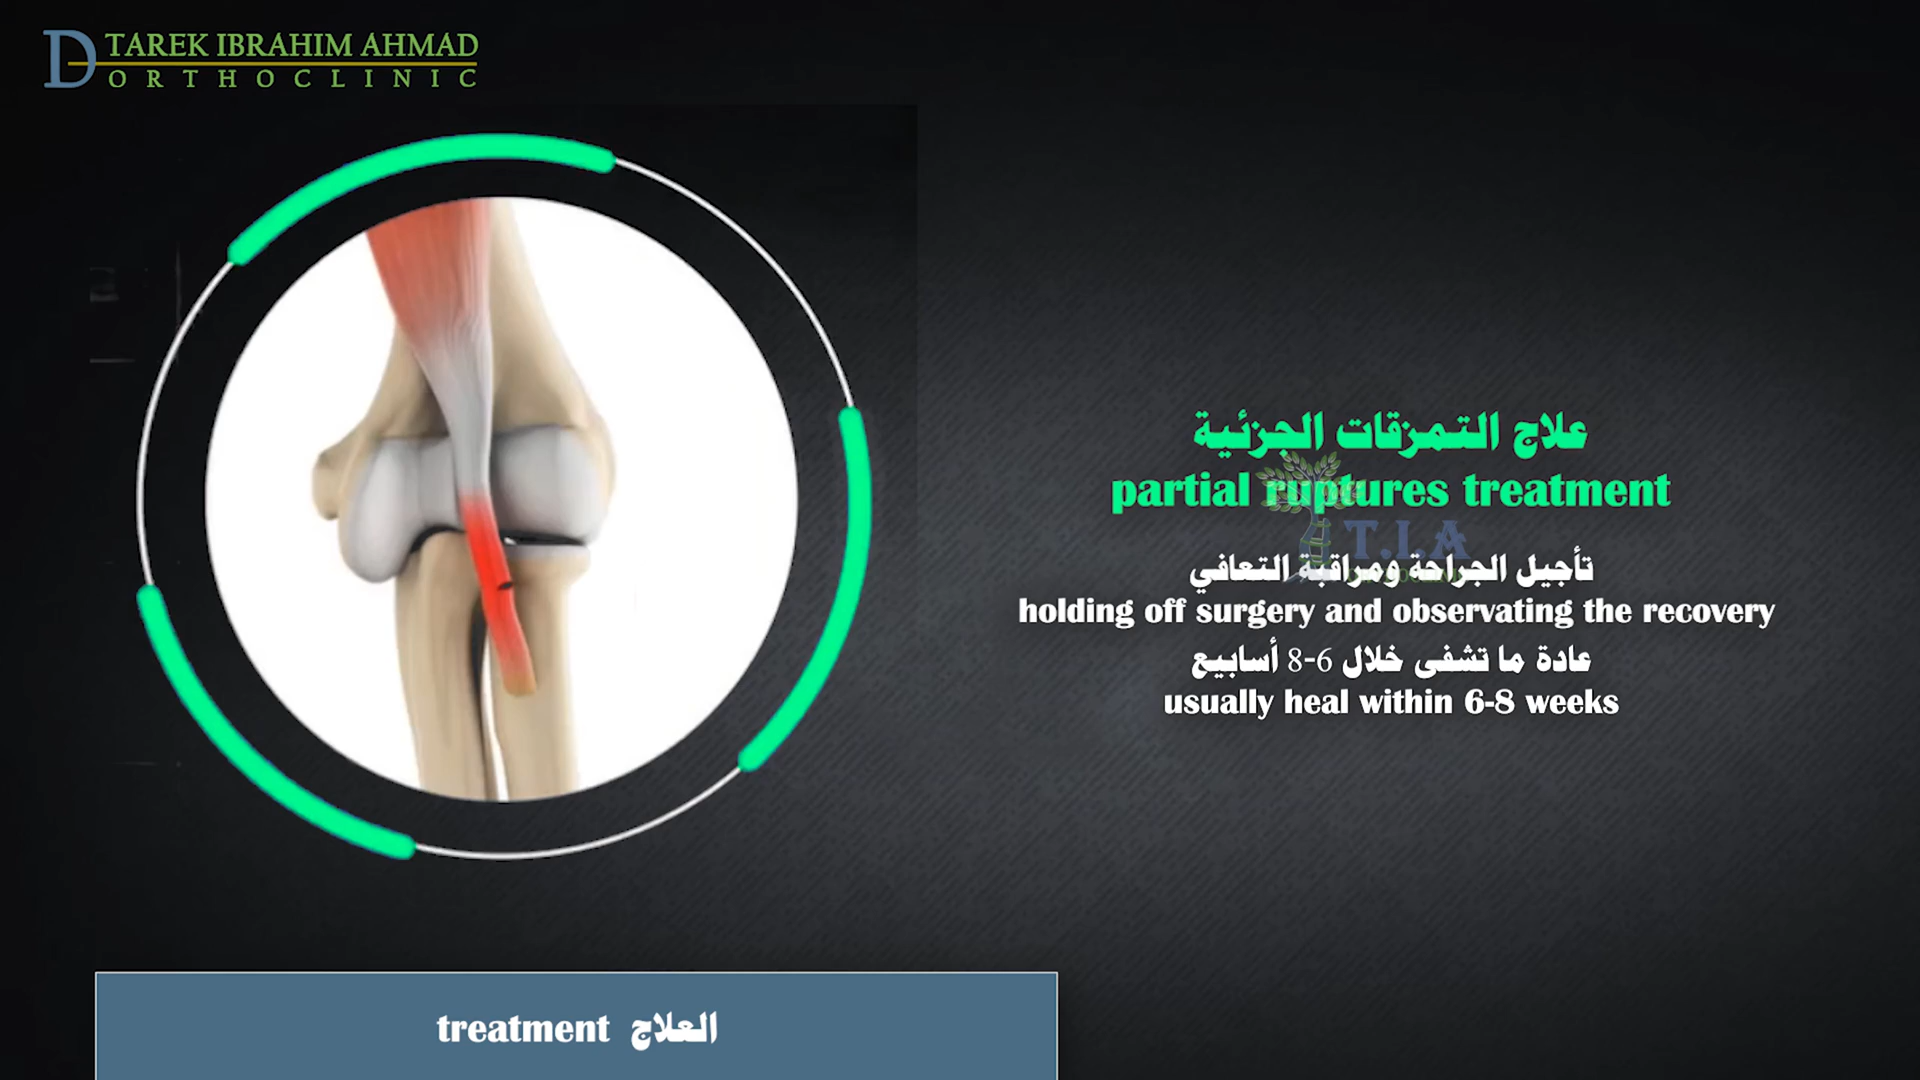 D TAREK IBRAHIM AHMAD
ORTHOCLINIC
علاج التمزقات الجزئية
partial ruptures treatment
T.I.A
تأجيل الجراحة ومراقبة التعافي
holding off surgery and observating the recovery
عادة ما تشفى خلال 6-8 أسابيع
usually heal within 6-8 weeks
treatment العلاج